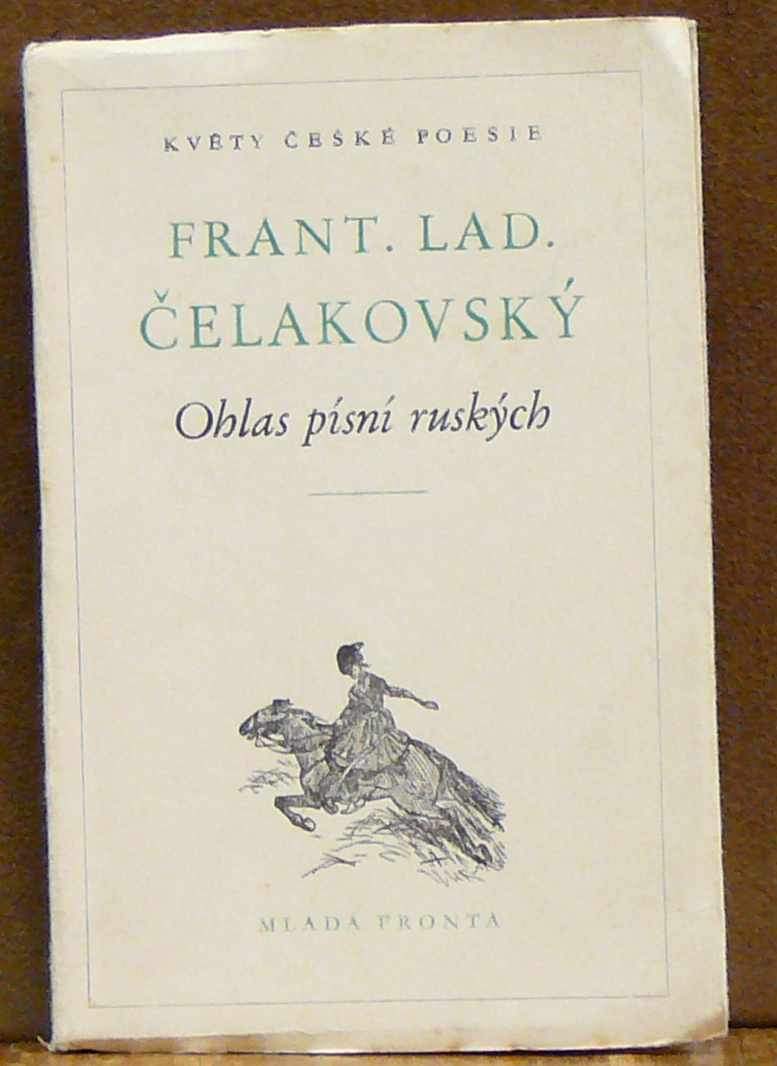 KVĚTY ČESKÉ POESIE
FRANT. LAD.
ČELAKOVSKÝ
Ohlas písní ruských
MLADÁ FRONTA